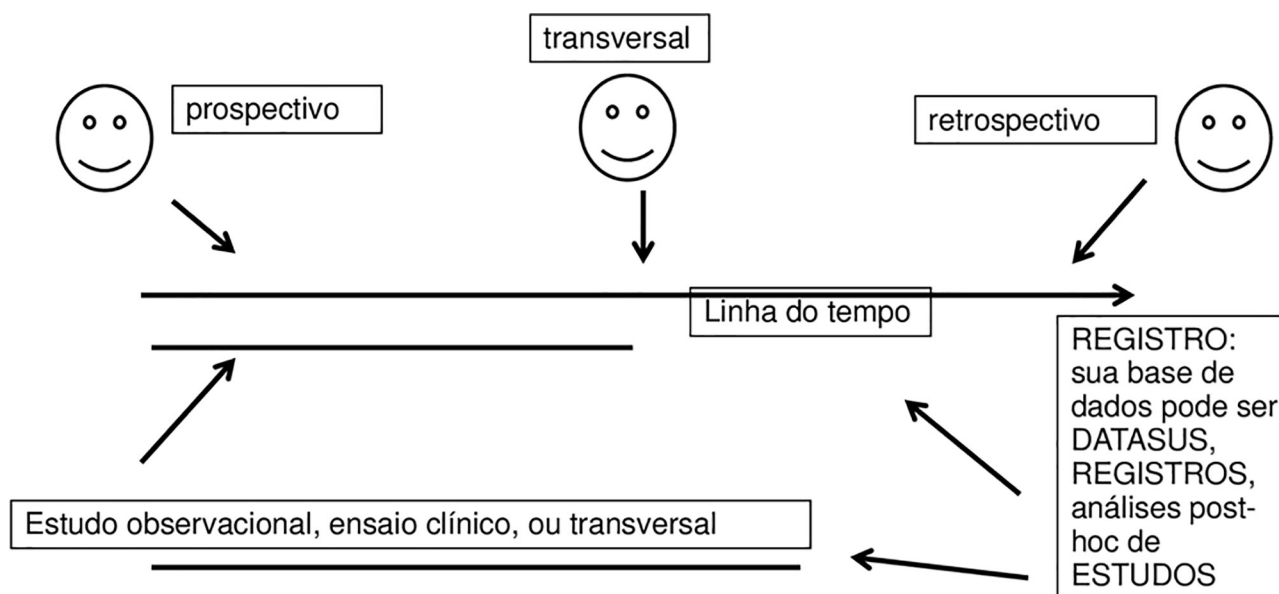 transversal
prospectivo
retrospectivo
Linha do tempo
REGISTRO:
sua base de
dados pode ser
DATASUS,
REGISTROS,
análises post-
hoc de
ESTUDOS
Estudo observacional, ensaio clínico, ou transversal